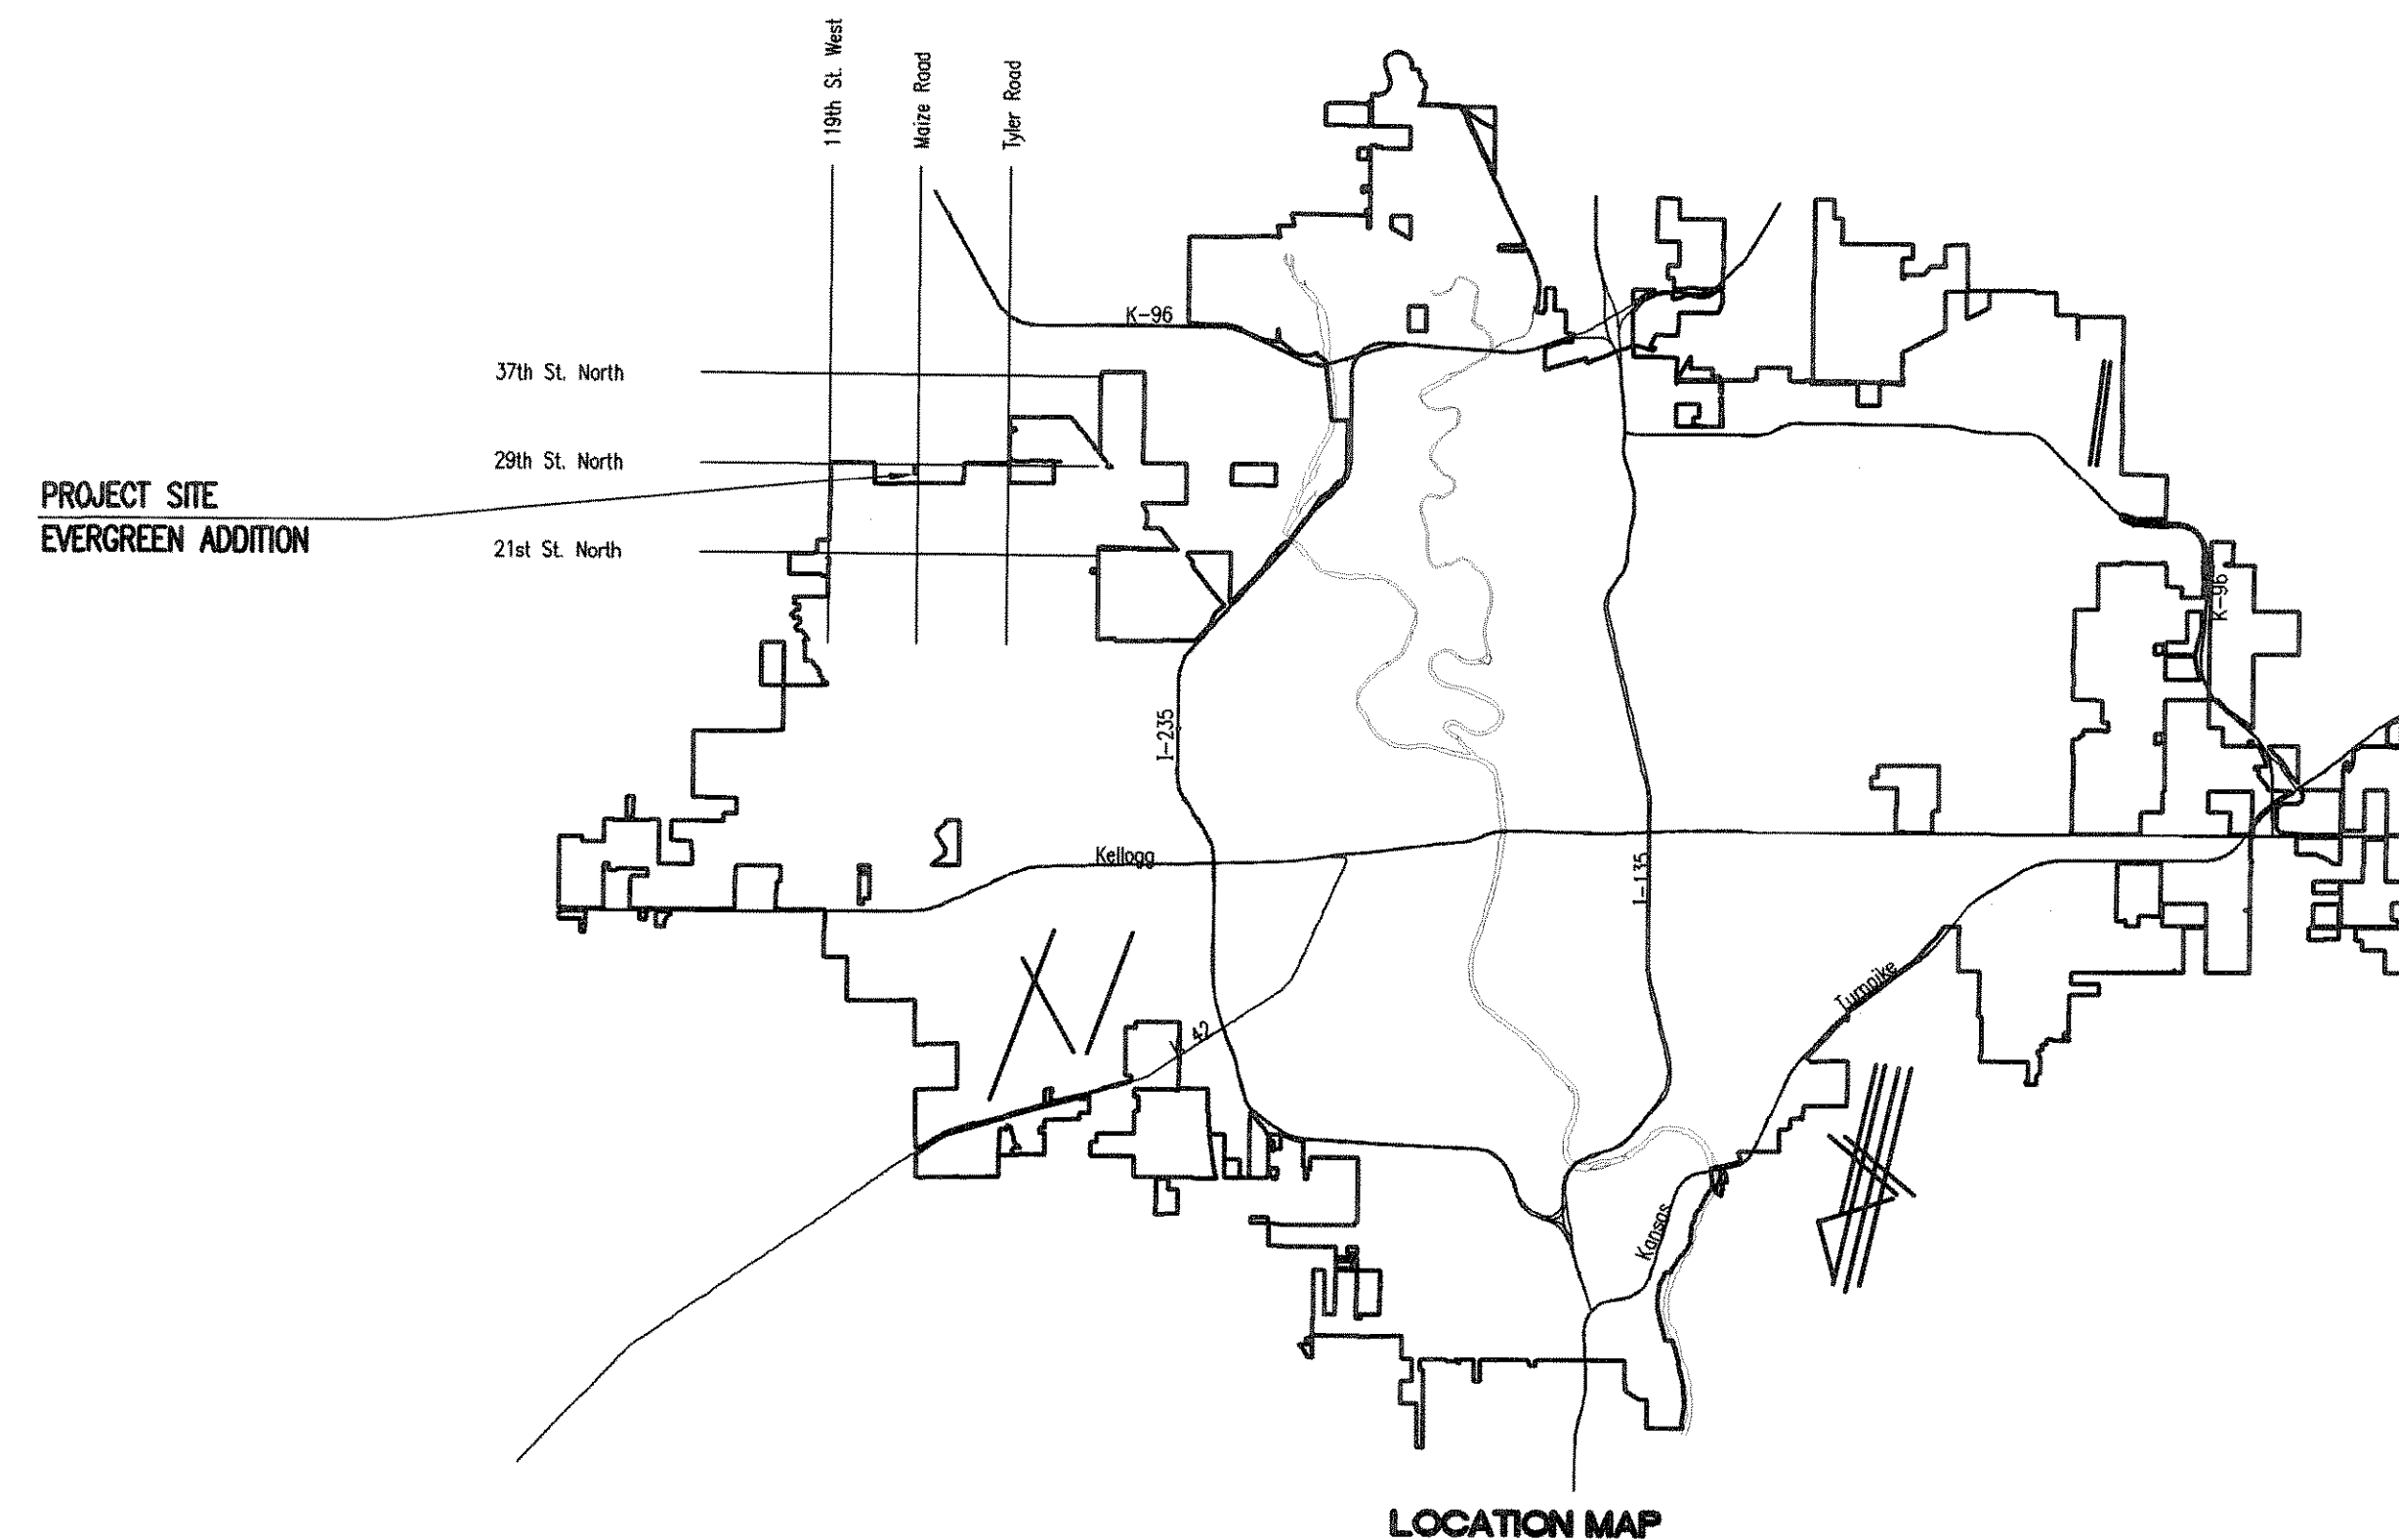 119th St. West
Maize Road
Tyler Road
K-96
37th St. North
29th St. North
PROJECT SITE
EVERGREEN ADDITION
21st St. North
K-96
I-235
Kellogg
I-135
Turnpike
42
Kansas
LOCATION MAP